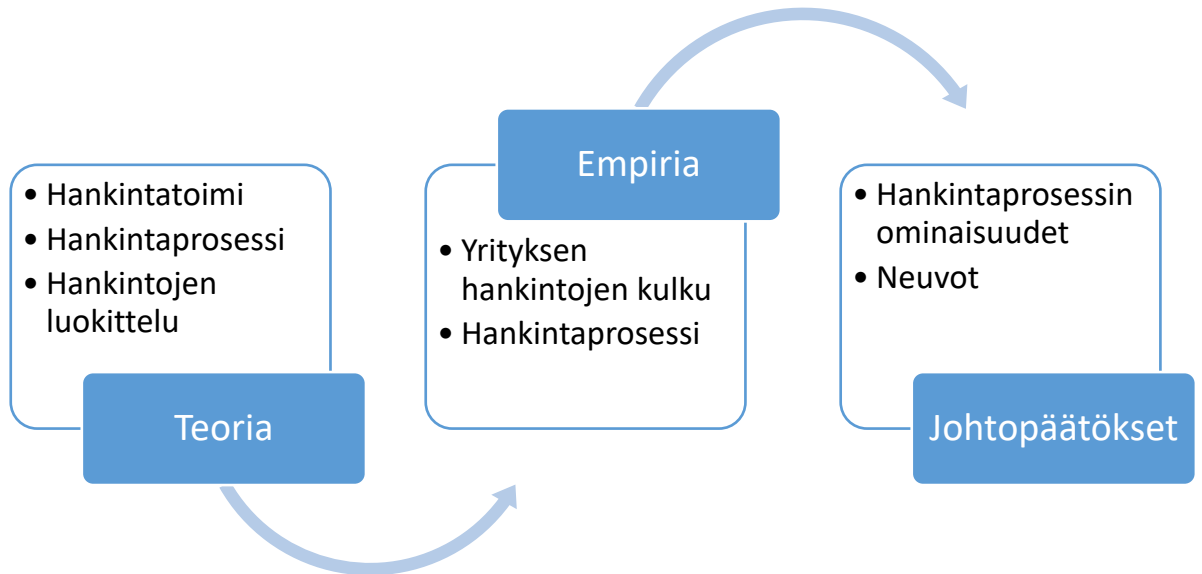 • Hankintatoimi
• Hankintaprosessi
• Hankintojen
luokittelu
Teoria
Empiria
• Yrityksen
hankintojen kulku
• Hankintaprosessi
• Hankintaprosessin
ominaisuudet
• Neuvot
Johtopäätökset